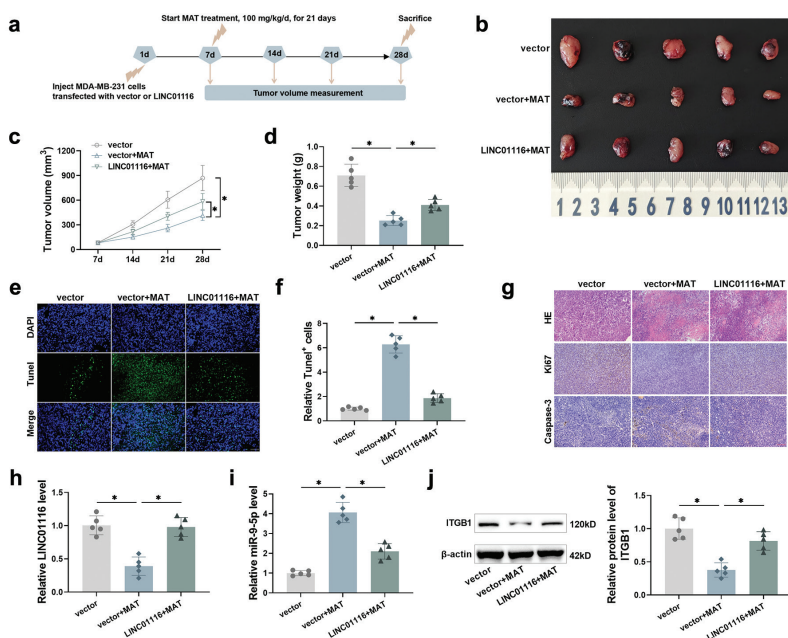 a
Start MAT treatment, 100 mg/kg/d, for 21 days
Sacrifice
1d
7d
14d
21d
28d
Inject MDA-MB-231 cells
transfected with vector or LINC01116
Tumor volume measurement
b
vector
vector+MAT
LINC01116+MAT
1 2 3 4 5 6 7 8 9 10 11 12 13
c
Tumor volume (mm³)
1200
900
600
300
0
7d 14d 21d 28d
vector
vector+MAT
LINC01116+MAT
*
*
d
Tumor weight (g)
1.0
0.8
0.6
0.4
0.2
0.0
* *
vector
vector+MAT
LINC01116+MAT
e
vector vector+MAT LINC01116+MAT
DAPI
Tunel
Merge
f
Relative Tunel⁺ cells
8
6
4
2
0
* *
vector
vector+MAT
LINC01116+MAT
g
vector vector+MAT LINC01116+MAT
HE
Ki67
Caspase-3
h
Relative LINC01116 level
1.5
1.0
0.5
0.0
* *
vector
vector+MAT
LINC01116+MAT
i
Relative miR-9-5p level
5
4
3
2
1
0
* *
vector
vector+MAT
LINC01116+MAT
j
ITGB1 120kD
β-actin 42kD
vector
vector+MAT
LINC01116+MAT
Relative protein level of
ITGB1
1.5
1.0
0.5
0.0
* *
vector
vector+MAT
LINC01116+MAT